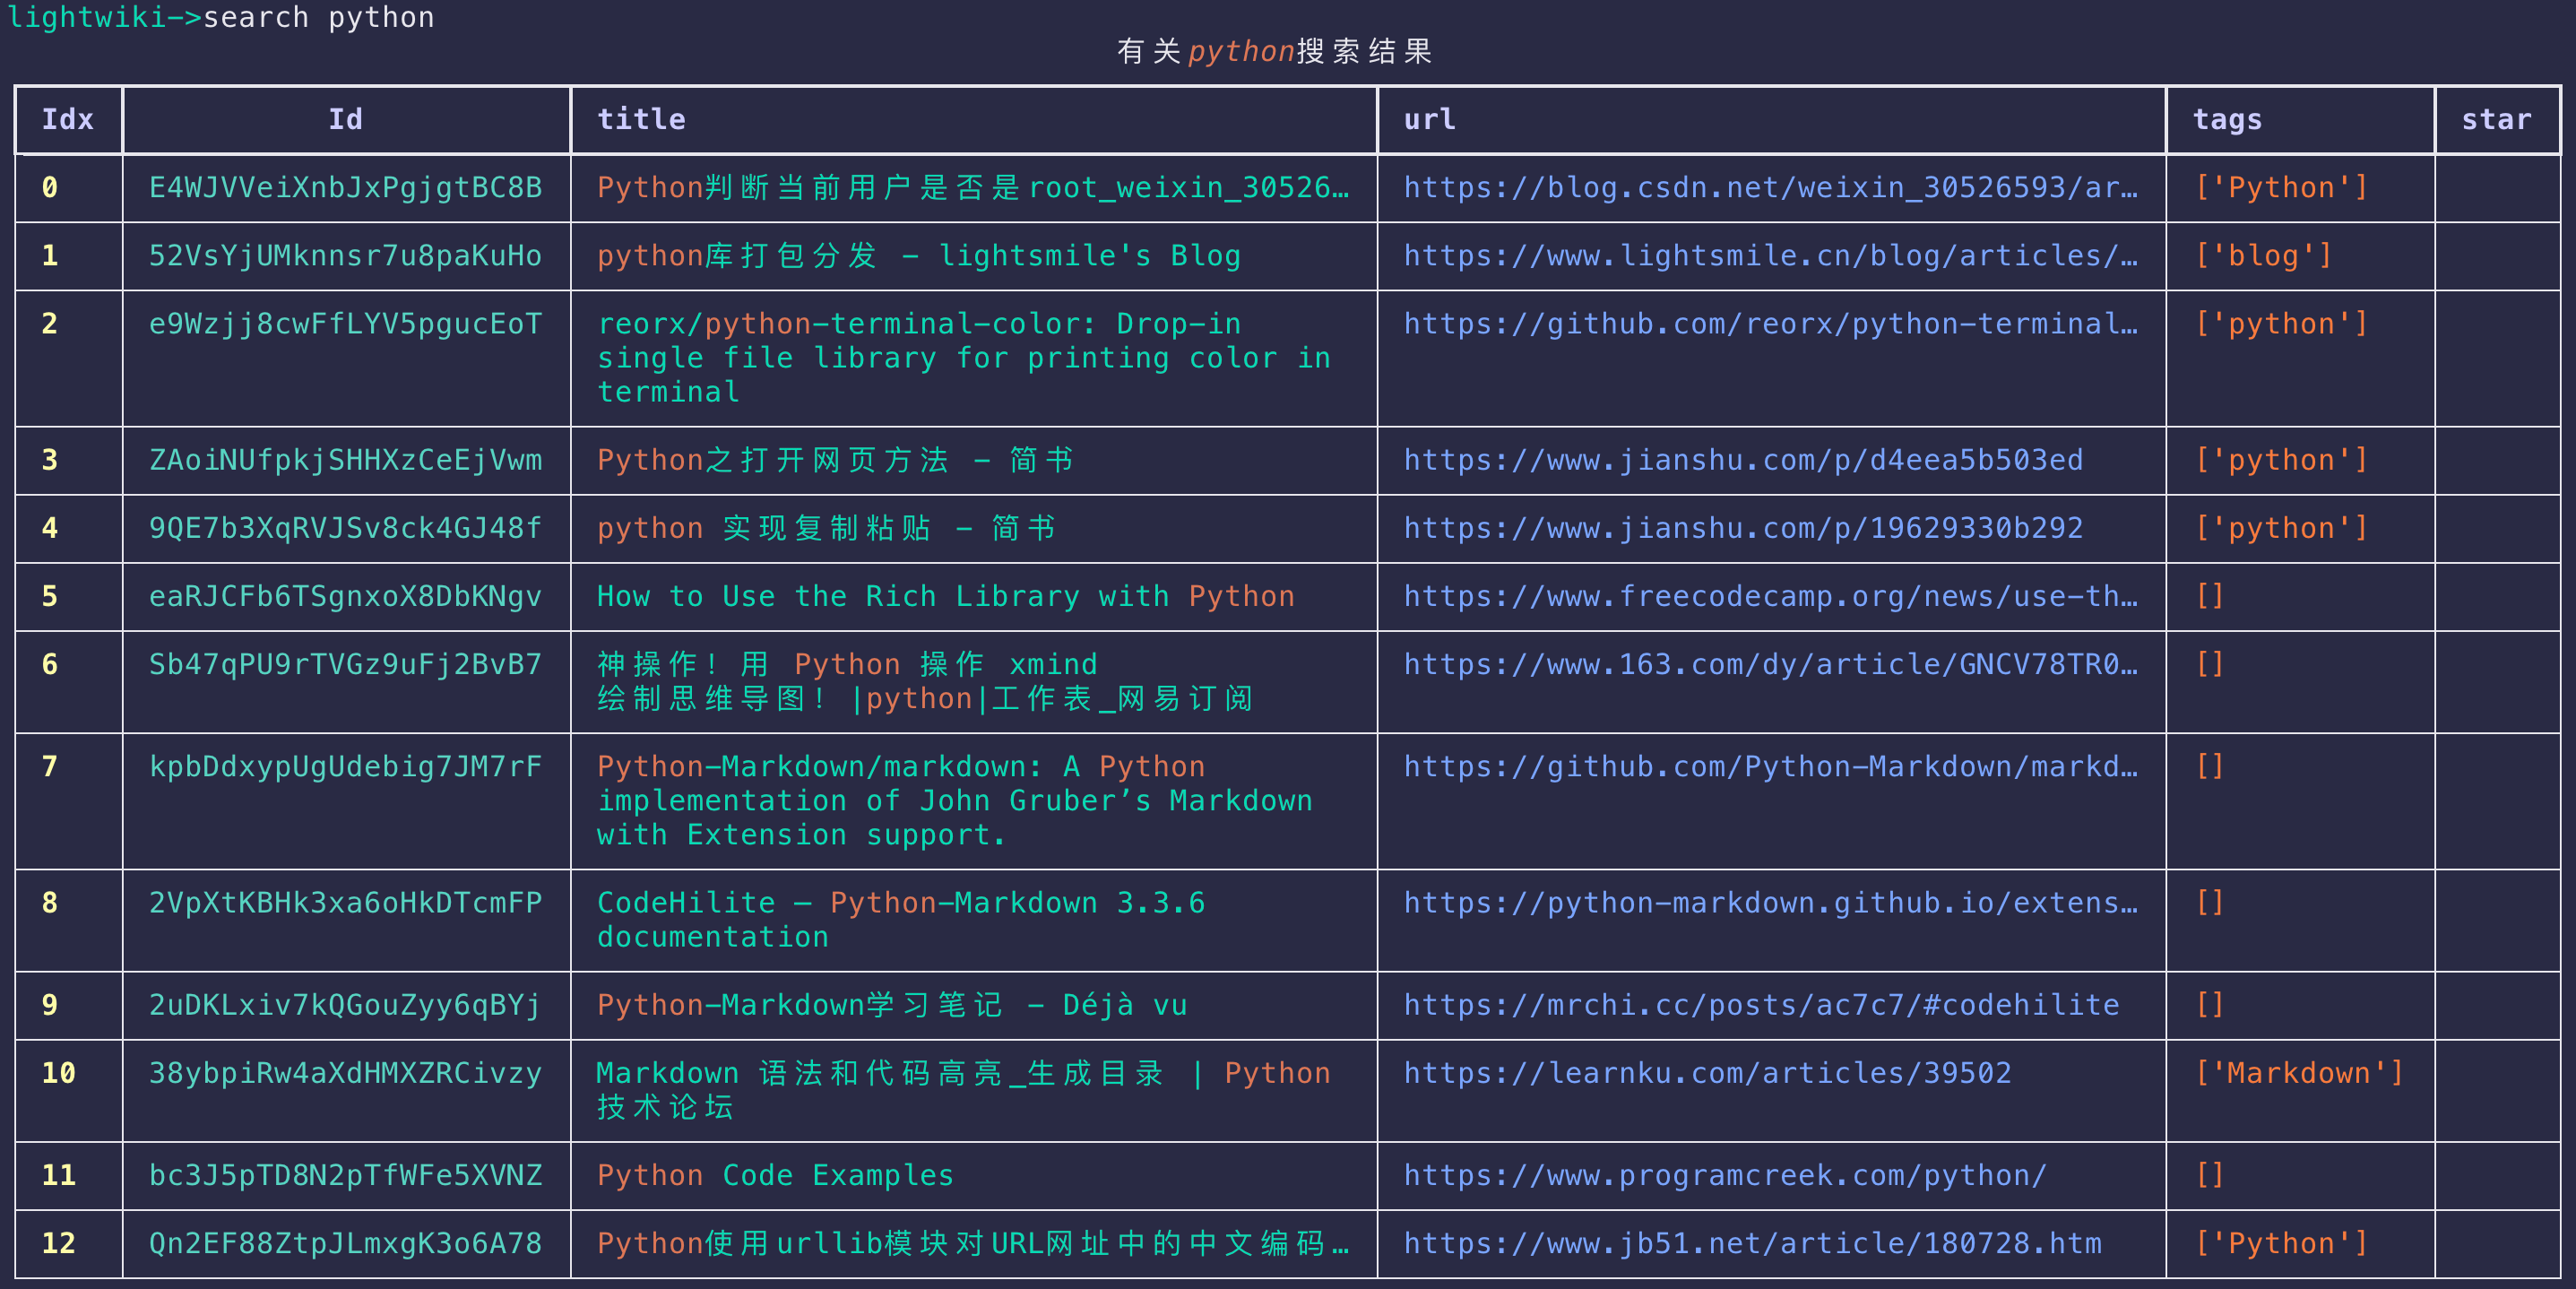 lightwiki->search python
有关python搜索结果
Idx Id title url tags star
0 E4WJVVeiXnbJxPgjgtBC8B Python判断当前用户是否是root_weixin_30526… https://blog.csdn.net/weixin_30526593/ar… ['Python']
1 52VsYjUMknnsr7u8paKuHo python库打包分发 - lightsmile's Blog https://www.lightsmile.cn/blog/articles/… ['blog']
2 e9Wzjj8cwFfLYV5pgucEoT reorx/python-terminal-color: Drop-in https://github.com/reorx/python-terminal… ['python']
single file library for printing color in
terminal
3 ZAoiNUfpkjSHHXzCeEjVwm Python之打开网页方法 - 简书 https://www.jianshu.com/p/d4eea5b503ed ['python']
4 9QE7b3XqRVJSv8ck4GJ48f python 实现复制粘贴 - 简书 https://www.jianshu.com/p/19629330b292 ['python']
5 eaRJCFb6TSgnxoX8DbKNgv How to Use the Rich Library with Python https://www.freecodecamp.org/news/use-th… []
6 Sb47qPU9rTVGz9uFj2BvB7 神操作！用 Python 操作 xmind https://www.163.com/dy/article/GNCV78TR0… []
绘制思维导图！|python|工作表_网易订阅
7 kpbDdxypUgUdebig7JM7rF Python-Markdown/markdown: A Python https://github.com/Python-Markdown/markd… []
implementation of John Gruber’s Markdown
with Extension support.
8 2VpXtKBHk3xa6oHkDTcmFP CodeHilite — Python-Markdown 3.3.6 https://python-markdown.github.io/extens… []
documentation
9 2uDKLxiv7kQGouZyy6qBYj Python-Markdown学习笔记 - Déjà vu https://mrchi.cc/posts/ac7c7/#codehilite []
10 38ybpiRw4aXdHMXZRCivzy Markdown 语法和代码高亮_生成目录 | Python https://learnku.com/articles/39502 ['Markdown']
技术论坛
11 bc3J5pTD8N2pTfWFe5XVNZ Python Code Examples https://www.programcreek.com/python/ []
12 Qn2EF88ZtpJLmxgK3o6A78 Python使用urllib模块对URL网址中的中文编码… https://www.jb51.net/article/180728.htm ['Python']